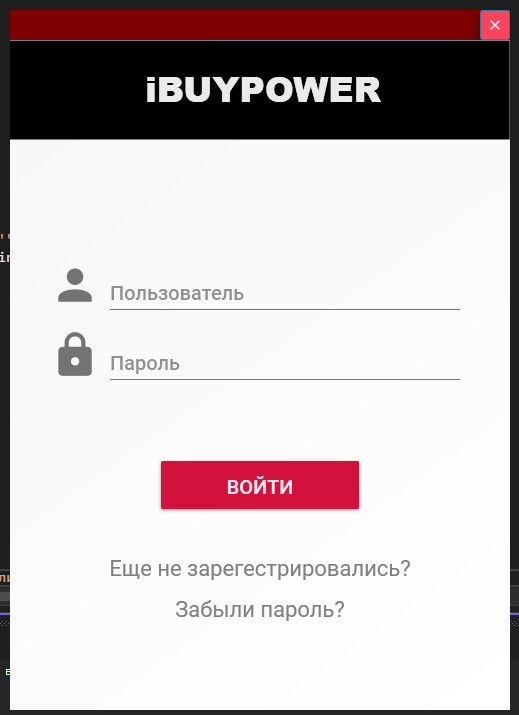 iBUYPOWER
Пользователь
Пароль
ВОЙТИ
Еще не зарегестрировались?
Забыли пароль?